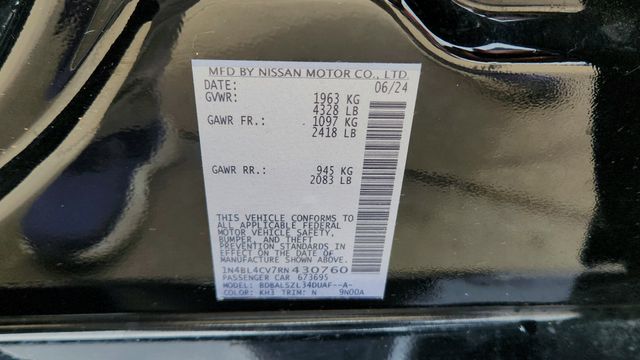 MFD BY NISSAN MOTOR CO., LTD.
DATE: 06/24
GVWR: 1963 KG
4328 LB
GAWR FR.: 1097 KG
2418 LB
GAWR RR.: 945 KG
2083 LB
THIS VEHICLE CONFORMS TO
ALL APPLICABLE FEDERAL
MOTOR VEHICLE SAFETY,
BUMPER, AND THEFT
PREVENTION STANDARDS IN
EFFECT ON THE DATE OF
MANUFACTURE SHOWN ABOVE.
1N4BL4CV7RN430760
PASSENGER CAR 673695
MODEL: BDBALSZL34DUAF--A-
COLOR: KH3 TRIM: N 9N00A